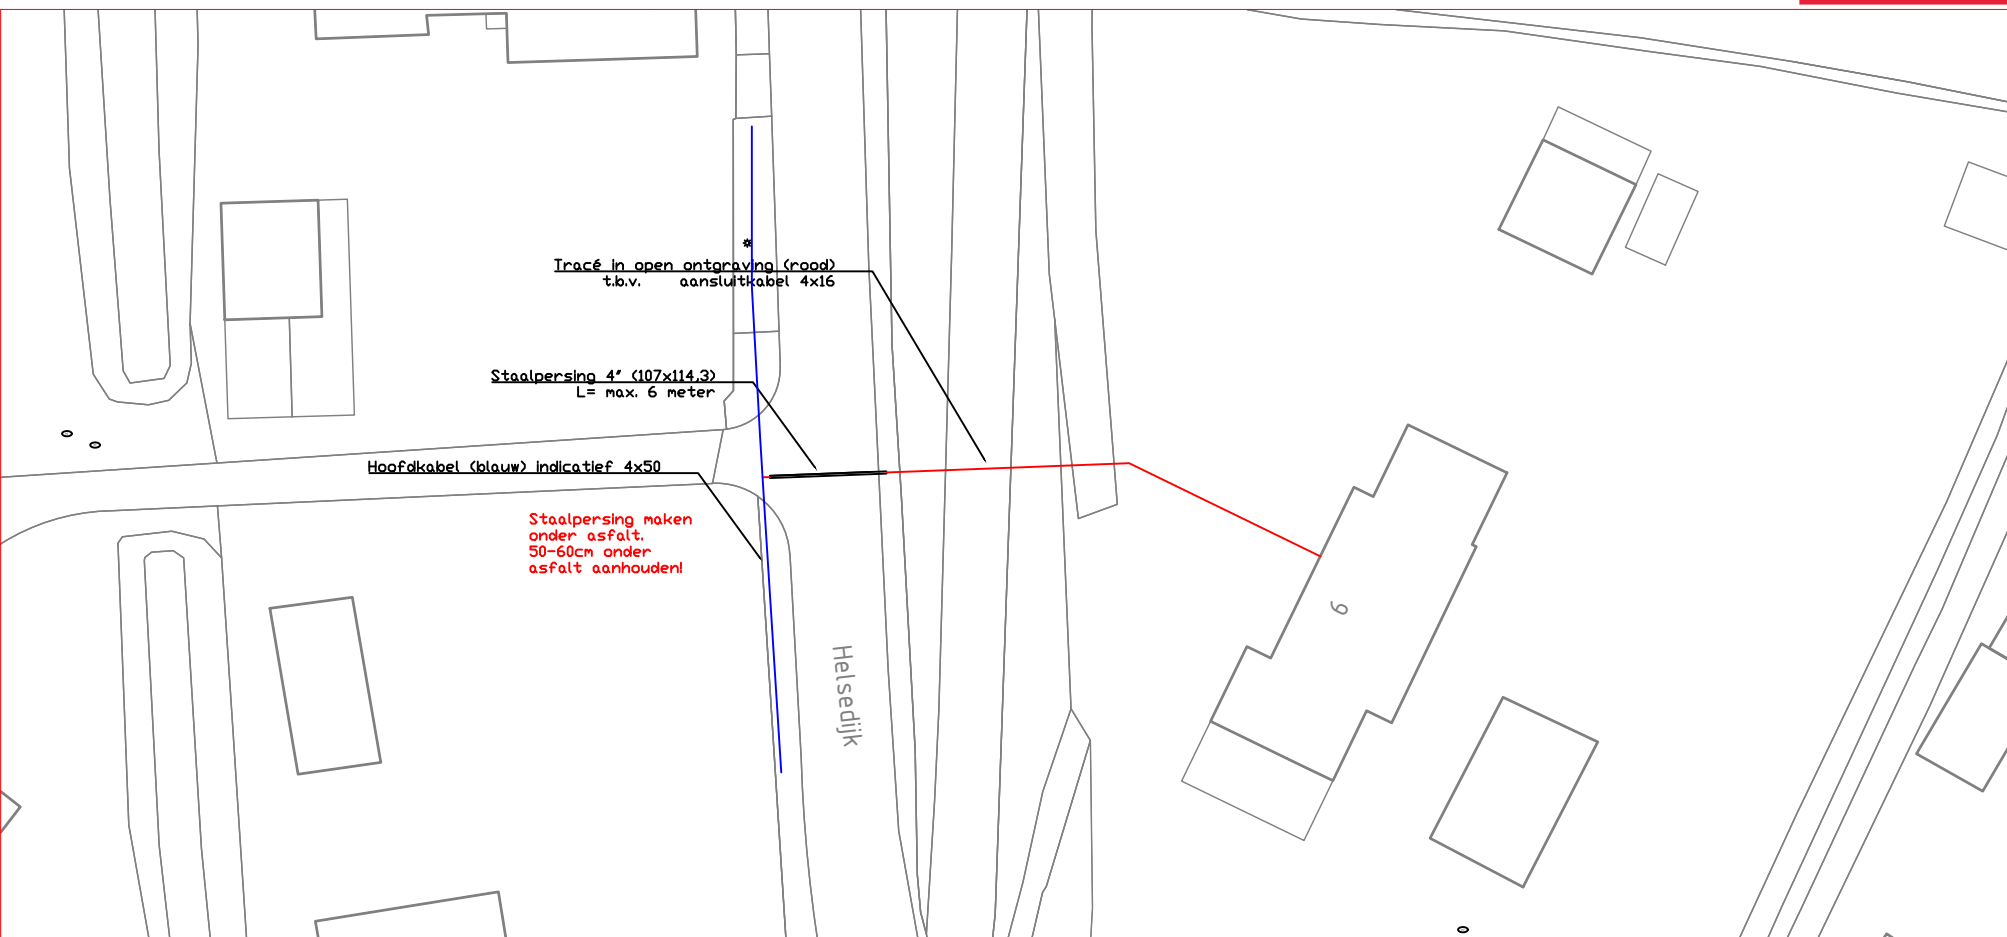 Tracé in open ontgraving (rood)
t.b.v. aansluitkabel 4x16
Staalpersing 4" (107x114,3)
L= max. 6 meter
Hoofdkabel (blauw) indicatief 4x50
Staalpersing maken
onder asfalt.
50-60cm onder
asfalt aanhouden!
Helsedijk
9